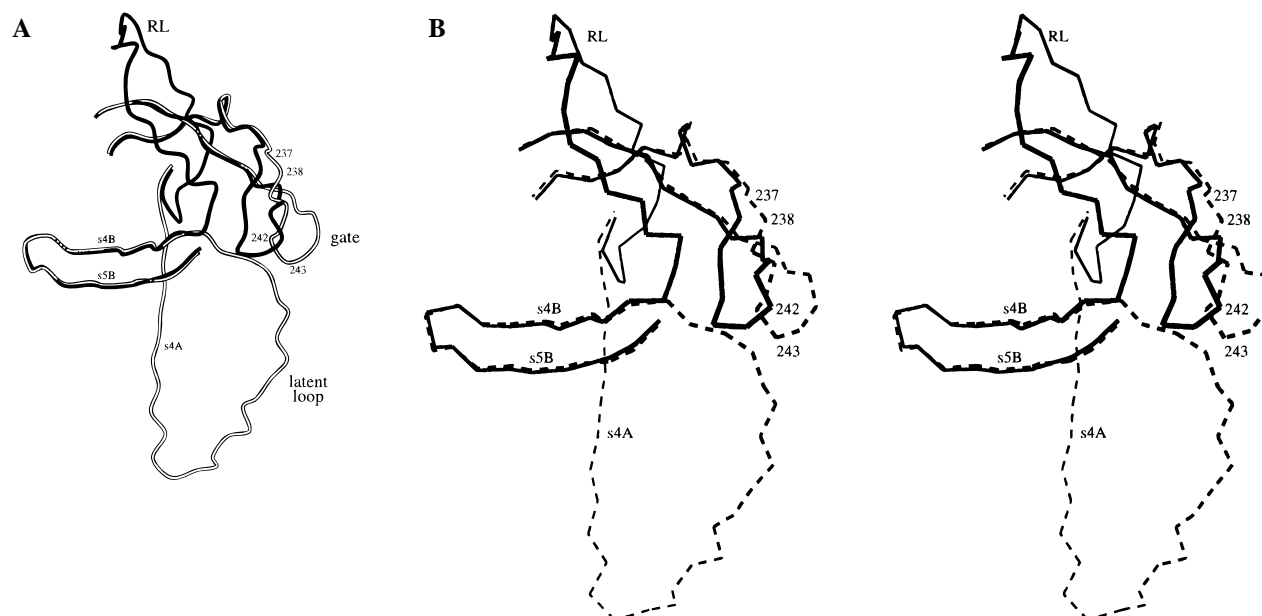 A
RL
237
238
s4B
242
gate
s5B
243
s4A
latent
loop
B
RL
237
238
s4B
242
s5B
243
s4A
RL
237
238
s4B
242
s5B
243
s4A